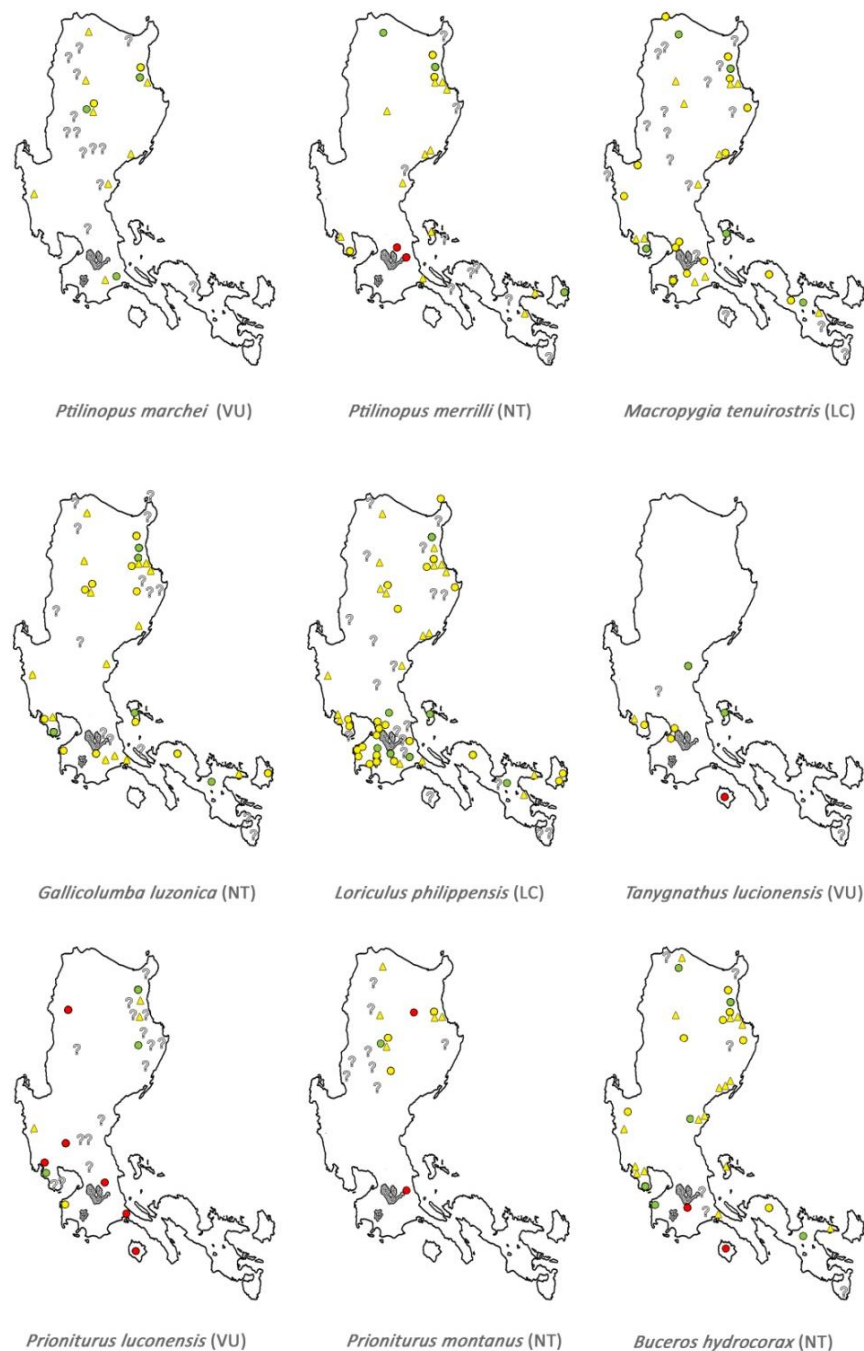 Ptilinopus marchei (VU)
Ptilinopus merrilli (NT)
Macropygia tenuirostris (LC)
Gallicolumba luzonica (NT)
Loriculus philippensis (LC)
Tanygnathus lucionensis (VU)
Prioniturus luconensis (VU)
Prioniturus montanus (NT)
Buceros hydrocorax (NT)